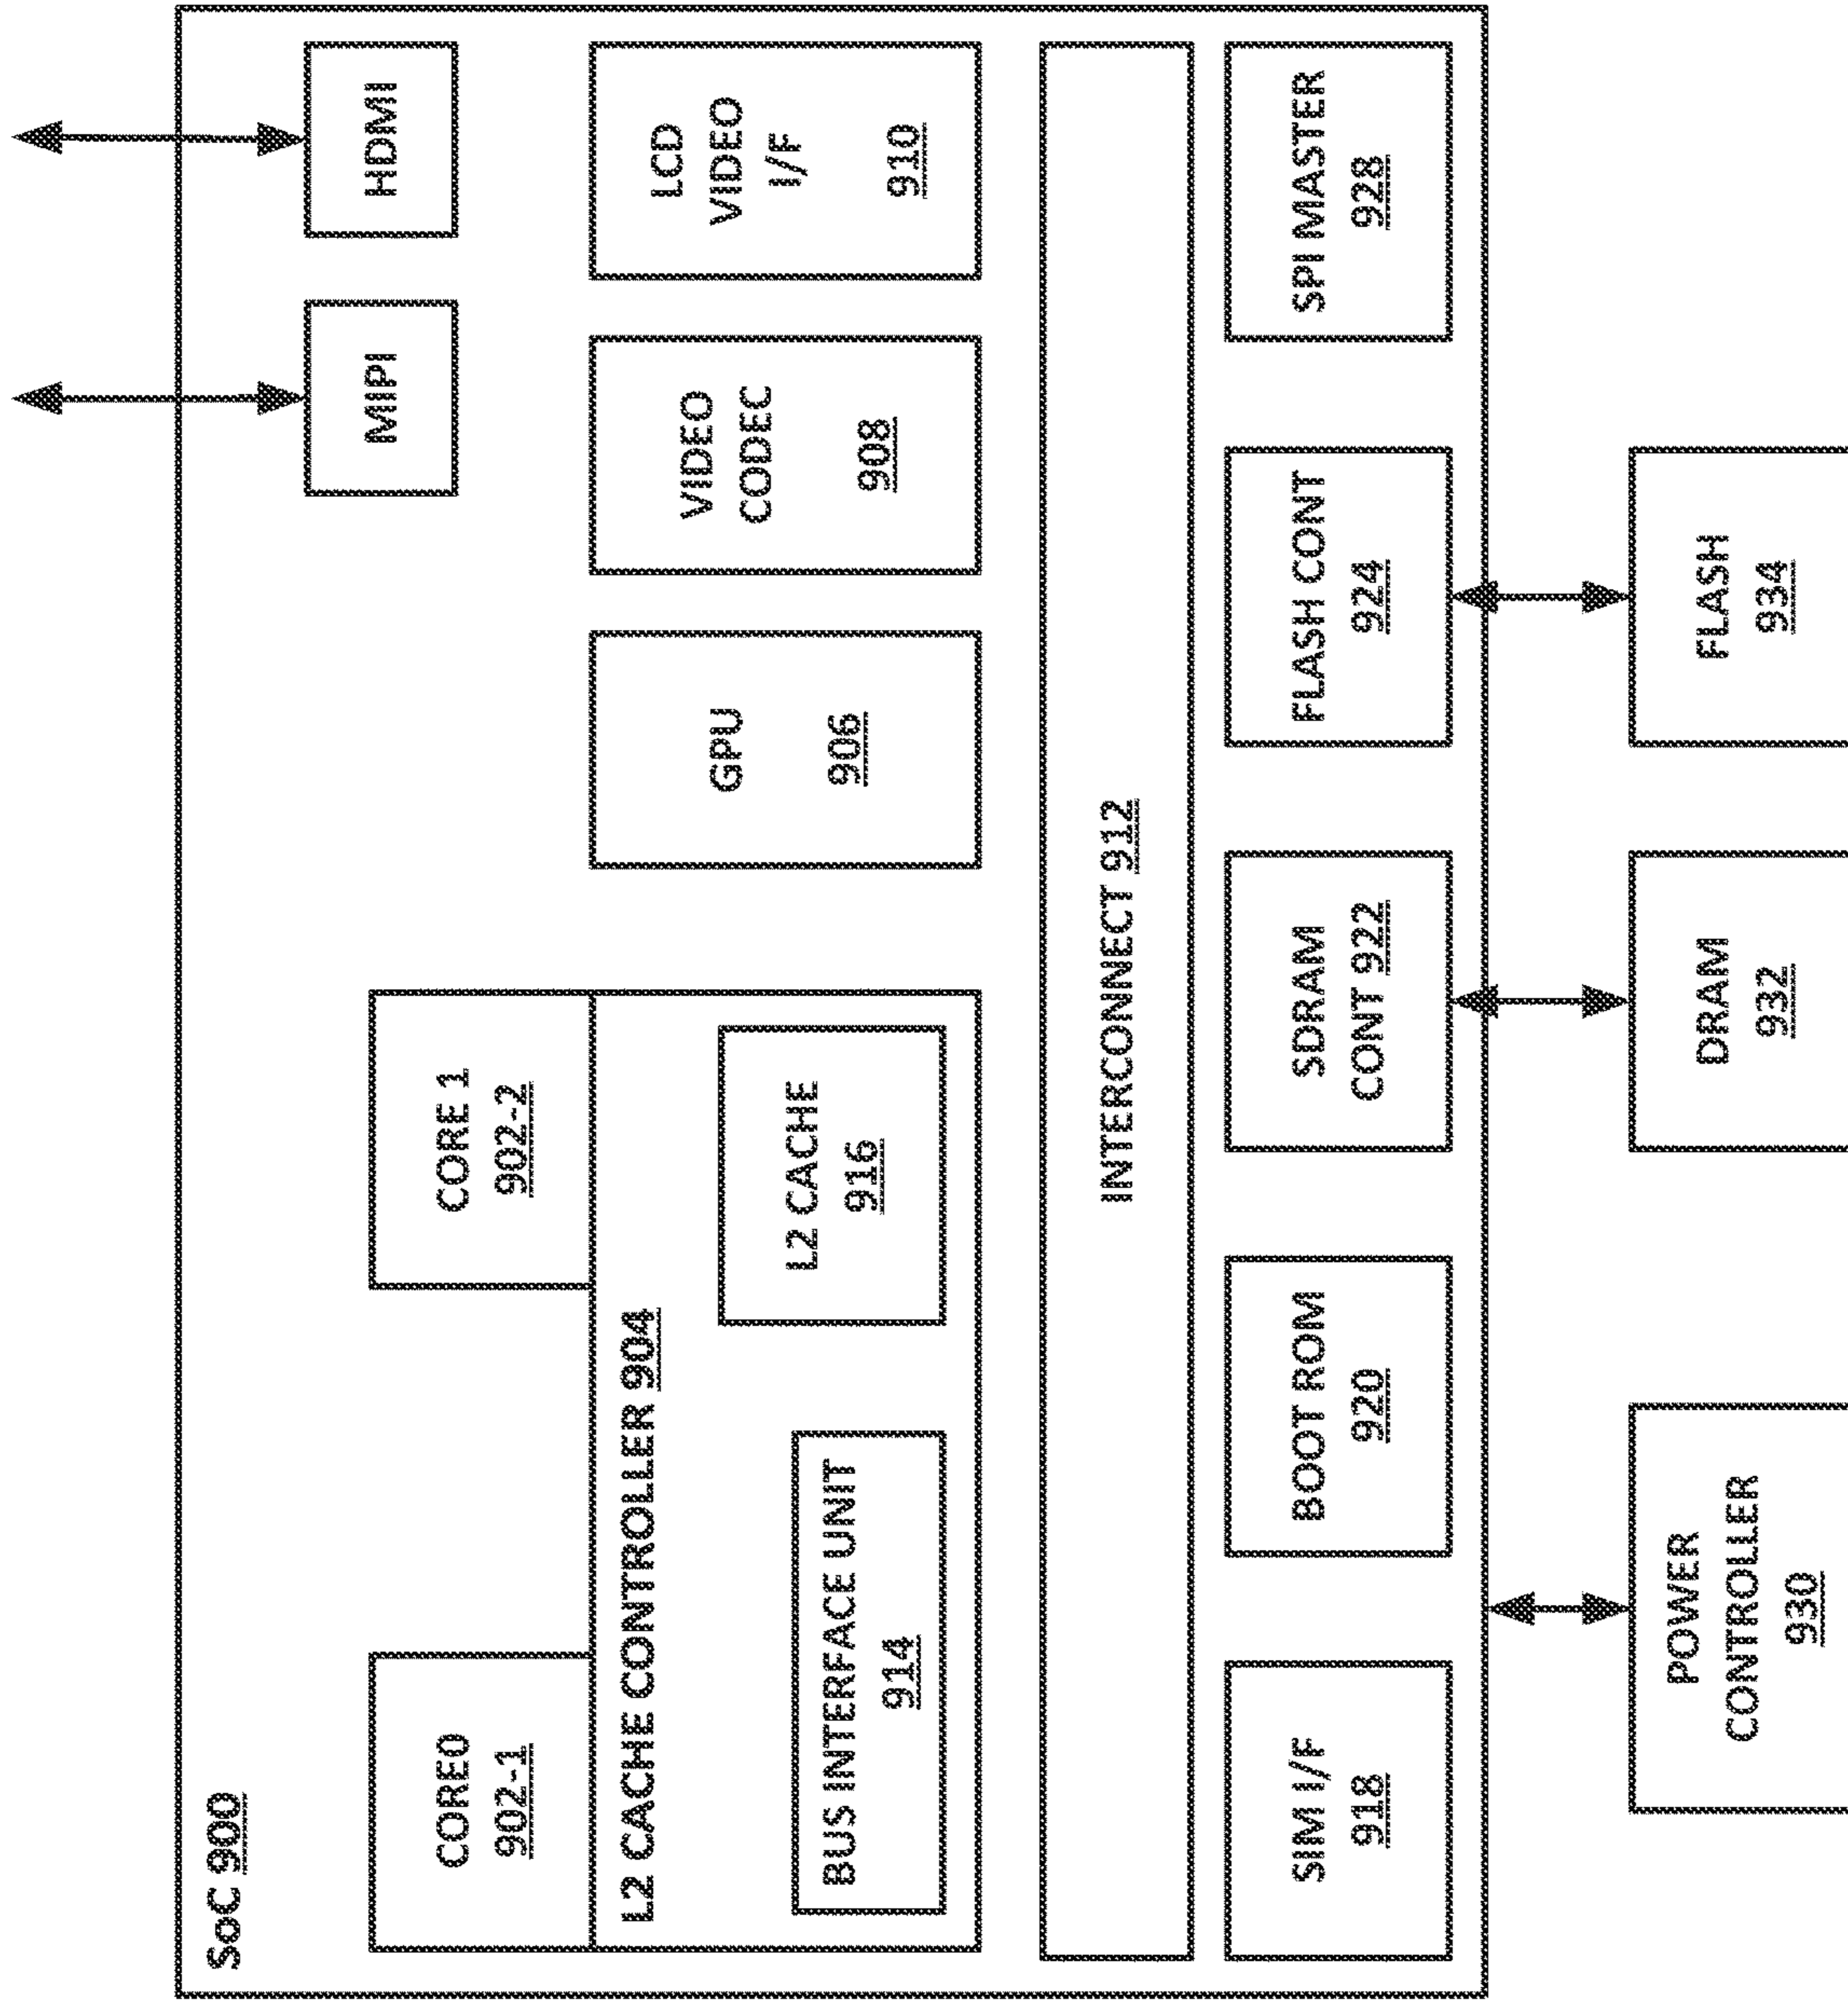 SoC 900
MIPI
HDMI
CORE0
902-1
CORE 1
902-2
L2 CACHE CONTROLLER 904
BUS INTERFACE UNIT
914
L2 CACHE
916
GPU
906
VIDEO
CODEC
908
LCD
VIDEO
I/F
910
INTERCONNECT 912
SIM I/F
918
BOOT ROM
920
SDRAM
CONT 922
FLASH CONT
924
SPI MASTER
928
POWER
CONTROLLER
930
DRAM
932
FLASH
934